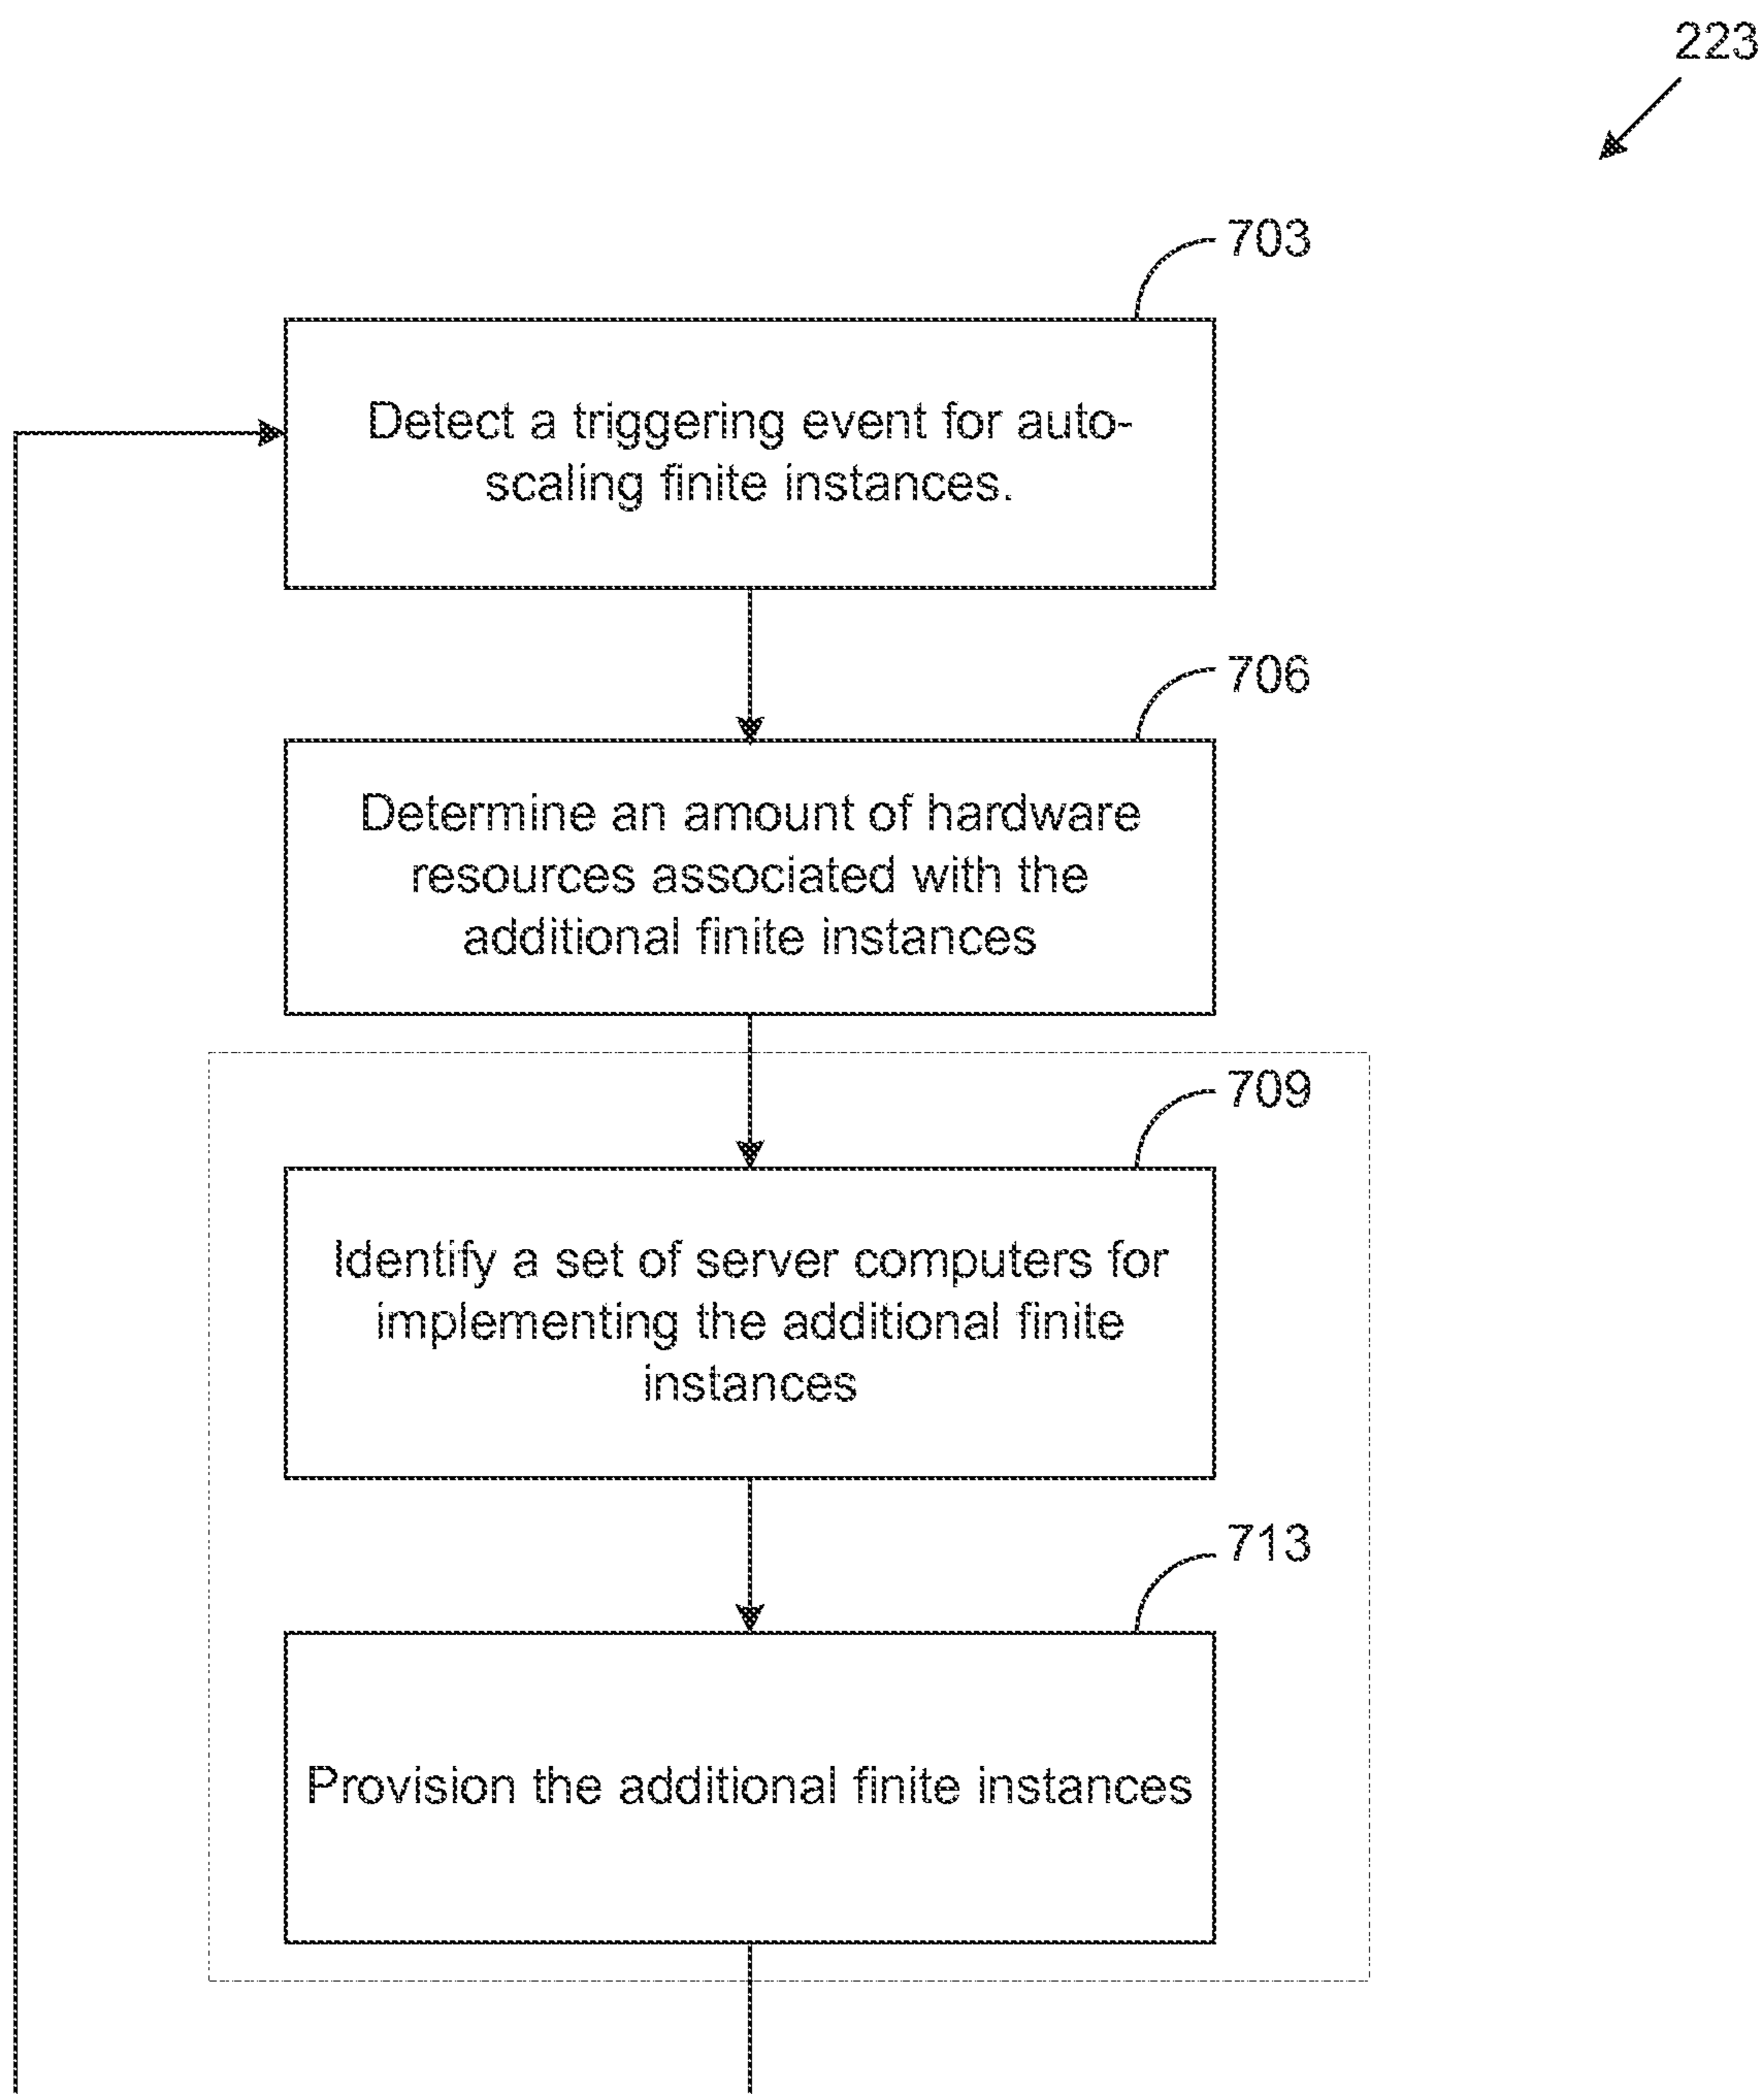 223
703
Detect a triggering event for auto-
scaling finite instances.
706
Determine an amount of hardware
resources associated with the
additional finite instances
709
Identify a set of server computers for
implementing the additional finite
instances
713
Provision the additional finite instances